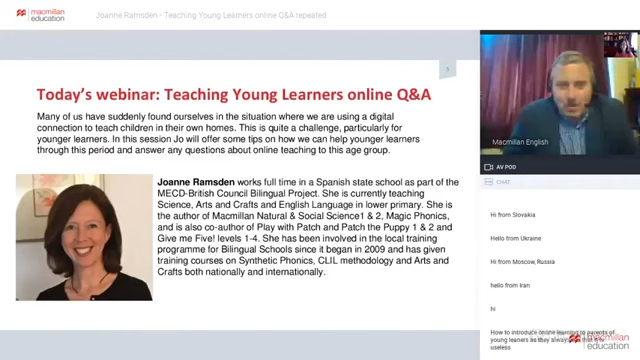 macmillan education
Joanne Ramsden - Teaching Young Learners online Q&A repeated
Today's webinar: Teaching Young Learners online Q&A
Many of us have suddenly found ourselves in the situation where we are using a digital
connection to teach children in their own homes. This is quite a challenge, particularly for
younger learners. In this session Jo will offer some tips on how we can help younger learners
through this period and answer any questions about online teaching to this age group.
Joanne Ramsden works full time in a Spanish state school as part of the
MECD-British Council Bilingual Project. She is currently teaching
Science, Arts and Crafts and English Language in lower primary. She is
the author of Macmillan Natural & Social Science1 & 2, Magic Phonics,
and is also co-author of Play with Patch and Patch the Puppy 1 & 2 and
Give me Five! levels 1-4. She has been involved in the local training
programme for Bilingual Schools since it began in 2009 and has given
training courses on Synthetic Phonics, CLIL methodology and Arts and
Crafts both nationally and internationally.
Macmillan English
AV POD
CHAT
Hi from Slovakia
Hello from Ukraine
Hi from Moscow, Russia
hello from Iran
hi
How to introduce online learning to parents of
young leaners as they always that it is
useless
macmillan education